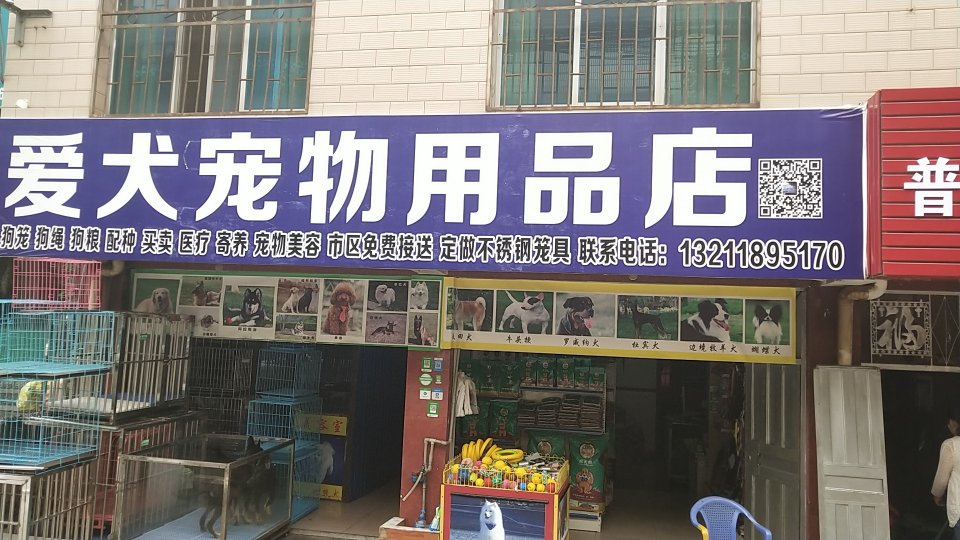 爱犬宠物用品店
狗笼 狗绳 狗粮 配种 买卖 医疗 寄养 宠物美容 市区免费接送 定做不锈钢笼具 联系电话：13211895170
普
牛头梗 罗威纳犬 杜宾犬 边境牧羊犬 蝴蝶犬
福